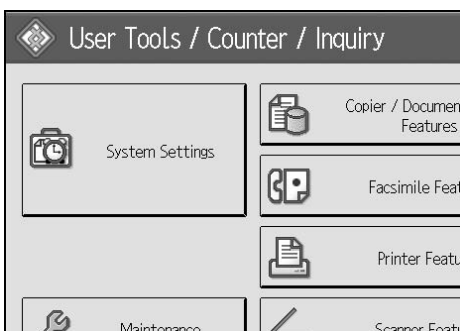 User Tools / Counter / Inquiry
System Settings
Copier / Documen
Features
Facsimile Feat
Printer Featu
Maintenance
Scanner Featu